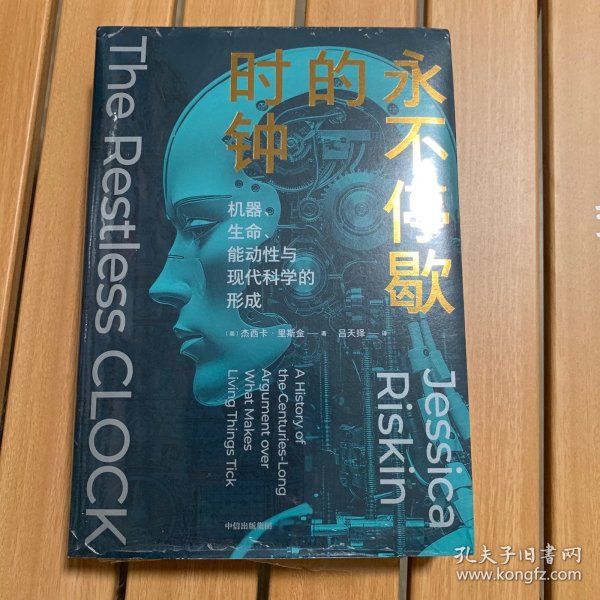 永不停歇
的
时钟
机器、
生命、
能动性与
现代科学的
形成
[美] 杰西卡·里斯金 — 著 吕天择 — 译
The Restless CLOCK
A History of
the Centuries-Long
Argument over
What Makes
Living Things Tick
Jessica
Riskin
中信出版集团
孔夫子旧书网
www.kongfz.com